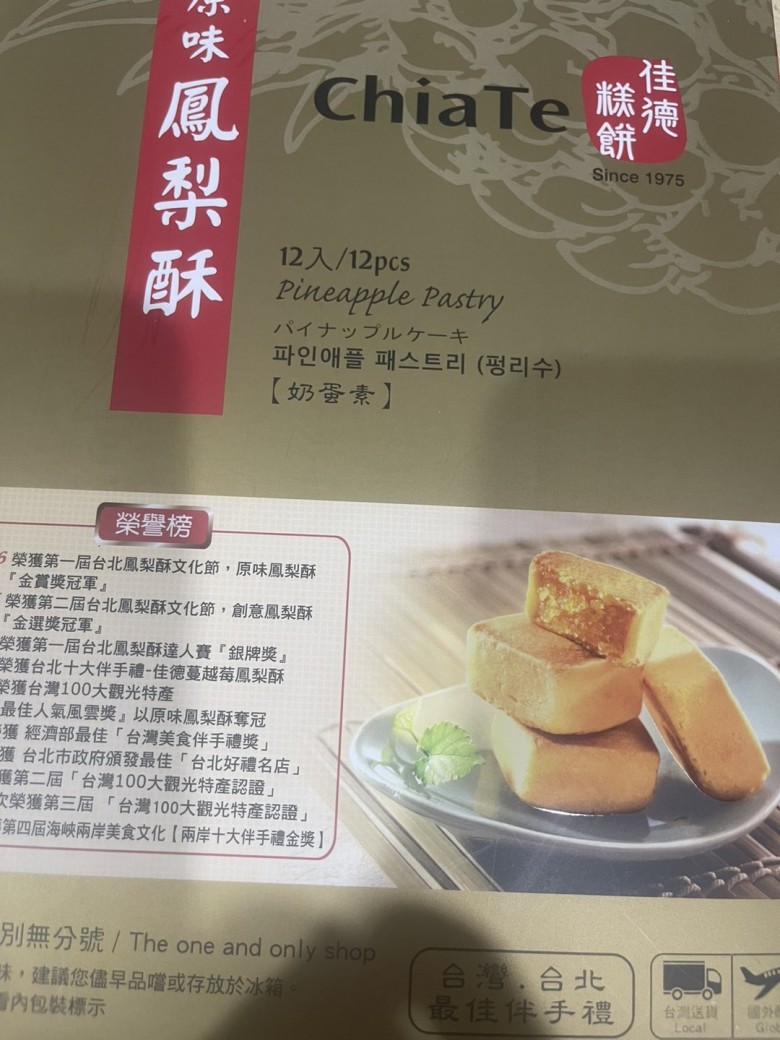 原味鳳梨酥
ChiaTe
佳德
糕餅
Since 1975
12入/12pcs
Pineapple Pastry
パイナップルケーキ
파인애플 패스트리 (펑리수)
【奶蛋素】
榮譽榜
6 榮獲第一屆台北鳳梨酥文化節，原味鳳梨酥
『金賞獎冠軍』
榮獲第二屆台北鳳梨酥文化節，創意鳳梨酥
『金選獎冠軍』
榮獲第一屆台北鳳梨酥達人賽『銀牌獎』
榮獲台北十大伴手禮-佳德蔓越莓鳳梨酥
榮獲台灣100大觀光特產
最佳人氣風雲獎』以原味鳳梨酥奪冠
獲 經濟部最佳「台灣美食伴手禮獎」
獲 台北市政府頒發最佳「台北好禮名店」
獲第二屆「台灣100大觀光特產認證」
次榮獲第三屆 「台灣100大觀光特產認證」
第四屆海峽兩岸美食文化【兩岸十大伴手禮金獎】
別無分號 / The one and only shop
味，建議您儘早品嚐或存放於冰箱。
看內包裝標示
台灣．台北
最佳伴手禮
台灣送貨
Local
國外
Glo